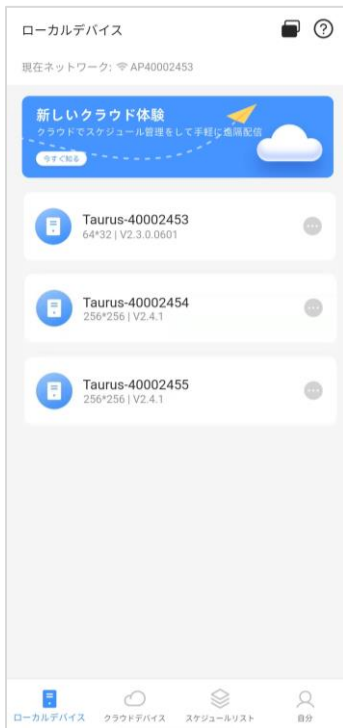 ローカルデバイス
現在ネットワーク: AP40002453
新しいクラウド体験
クラウドでスケジュール管理をして手軽に遠隔配信
今すぐ知る
Taurus-40002453
64*32 | V2.3.0.0601
Taurus-40002454
256*256 | V2.4.1
Taurus-40002455
256*256 | V2.4.1
ローカルデバイス
クラウドデバイス
スケジュールリスト
自分